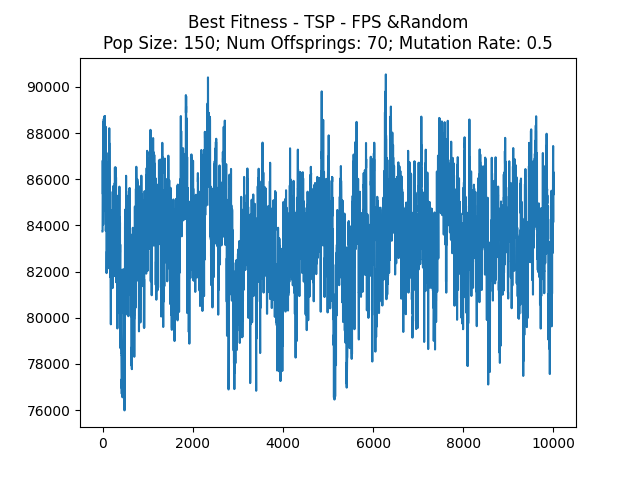 Best Fitness - TSP - FPS &Random
Pop Size: 150; Num Offsprings: 70; Mutation Rate: 0.5
90000
88000
86000
84000
82000
80000
78000
76000
0 2000 4000 6000 8000 10000